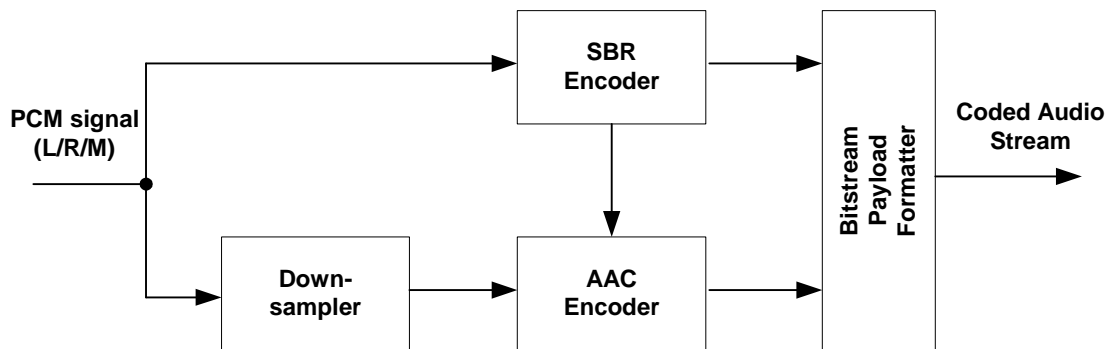 SBR
Encoder
PCM signal
(L/R/M)
Coded Audio
Stream
Bitstream
Payload
Formatter
Down-
sampler
AAC
Encoder